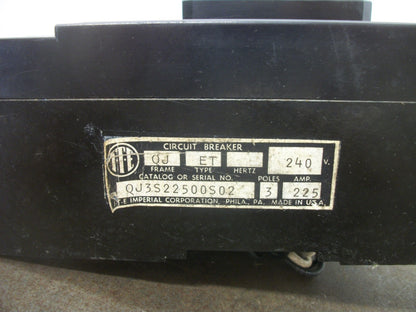 CIRCUIT BREAKER
ITE QJ ET 240 V.
FRAME TYPE HERTZ
CATALOG OR SERIAL NO. POLES AMP.
QJ3S22500S02 3 225
I-T-E IMPERIAL CORPORATION, PHILA., PA. MADE IN U.S.A.